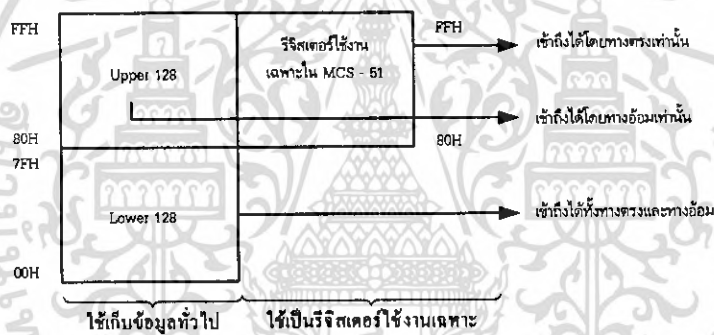 FFH
Upper 128
รีจิสเตอร์ใช้งาน
เฉพาะใน MCS - 51
FFH
เข้าถึงได้โดยทางตรงเท่านั้น
เข้าถึงได้โดยทางอ้อมเท่านั้น
80H
80H
7FH
Lower 128
เข้าถึงได้ทั้งทางตรงและทางอ้อม
00H
ใช้เก็บข้อมูลทั่วไป
ใช้เป็นรีจิสเตอร์ใช้งานเฉพาะ